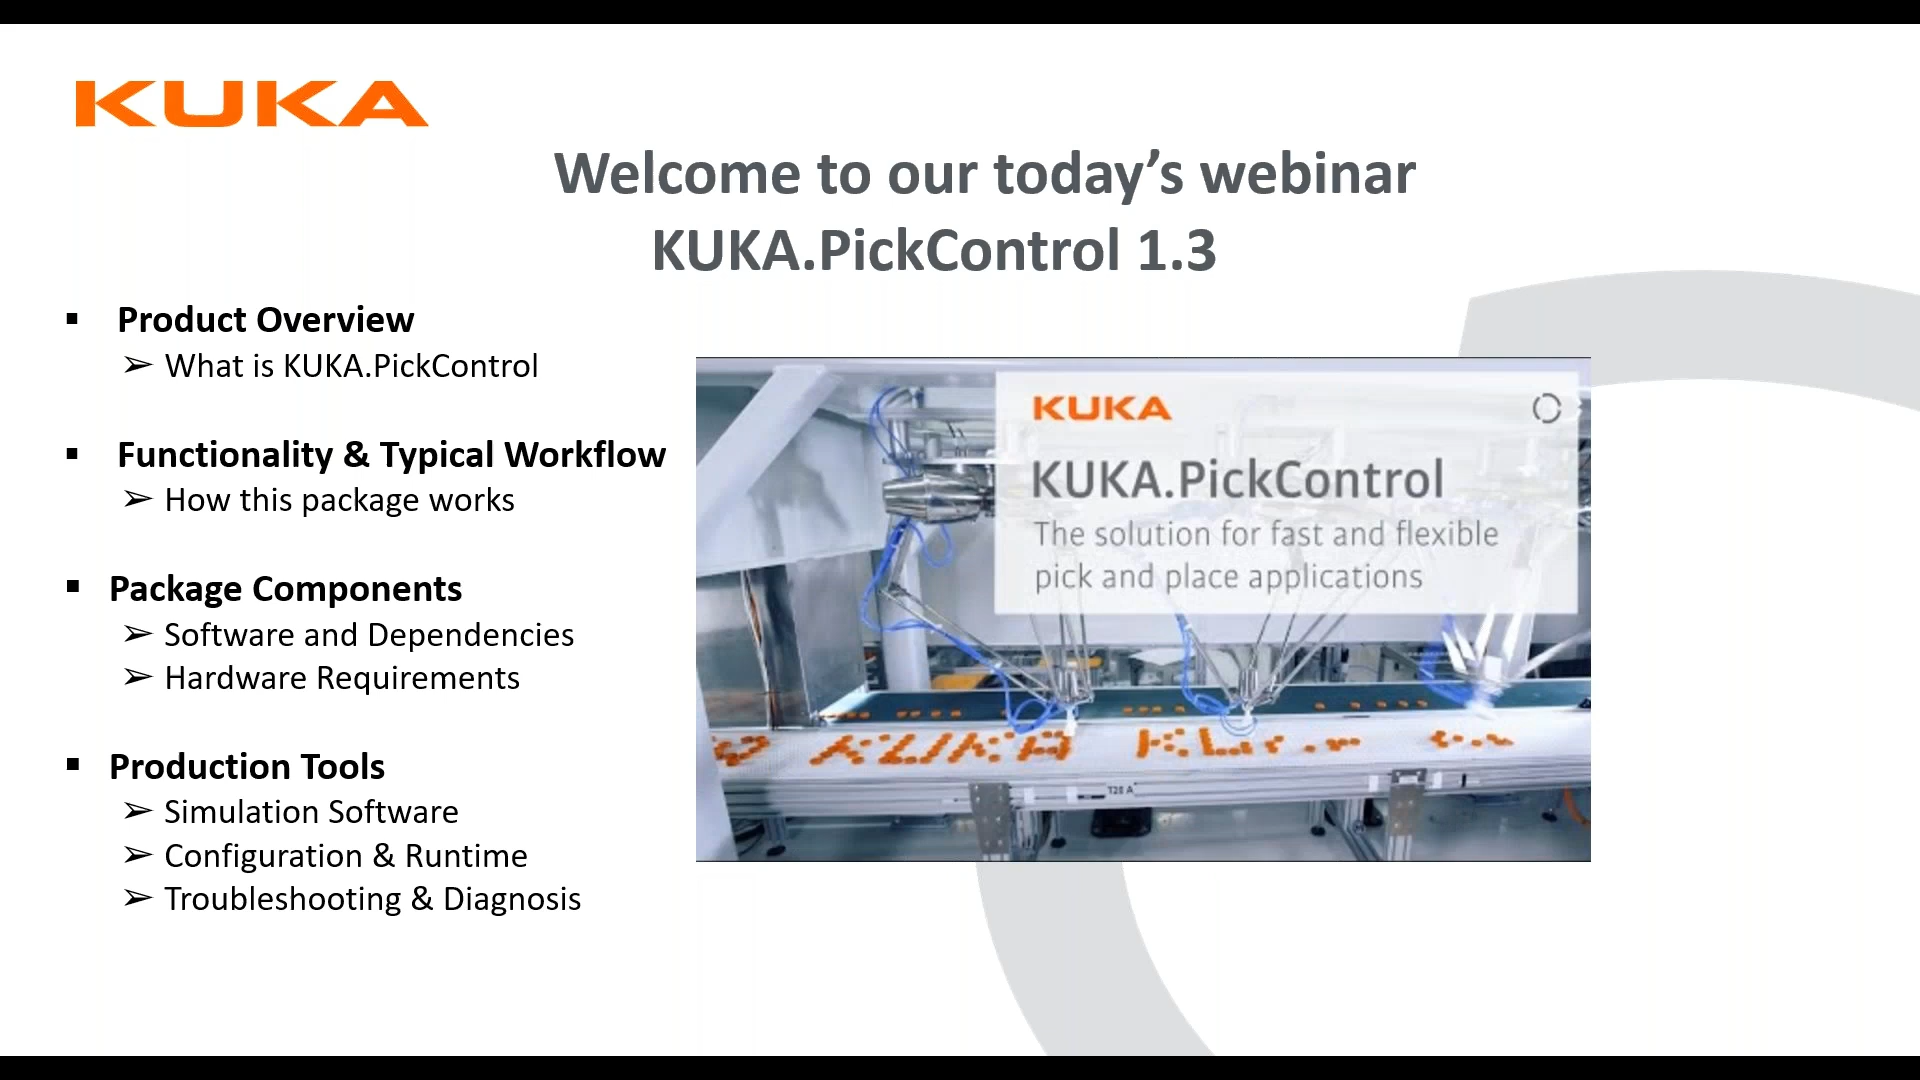 KUKA
Welcome to our today's webinar
KUKA.PickControl 1.3
▪ Product Overview
➢ What is KUKA.PickControl
▪ Functionality & Typical Workflow
➢ How this package works
▪ Package Components
➢ Software and Dependencies
➢ Hardware Requirements
▪ Production Tools
➢ Simulation Software
➢ Configuration & Runtime
➢ Troubleshooting & Diagnosis
KUKA
KUKA.PickControl
The solution for fast and flexible
pick and place applications
KUKA
T28 A